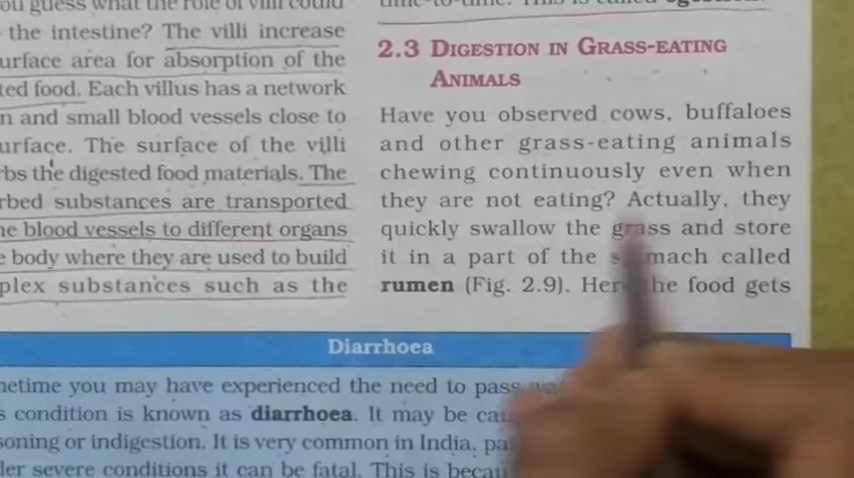 ou guess what the role of villi could
the intestine? The villi increase
urface area for absorption of the
ted food. Each villus has a network
n and small blood vessels close to
urface. The surface of the villi
rbs the digested food materials. The
rbed substances are transported
ne blood vessels to different organs
e body where they are used to build
plex substances such as the
2.3 DIGESTION IN GRASS-EATING
ANIMALS
Have you observed cows, buffaloes
and other grass-eating animals
chewing continuously even when
they are not eating? Actually, they
quickly swallow the grass and store
it in a part of the s mach called
rumen (Fig. 2.9). Here the food gets
Diarrhoea
netime you may have experienced the need to pass
s condition is known as diarrhoea. It may be cau
soning or indigestion. It is very common in India, pa
der severe conditions it can be fatal. This is becau